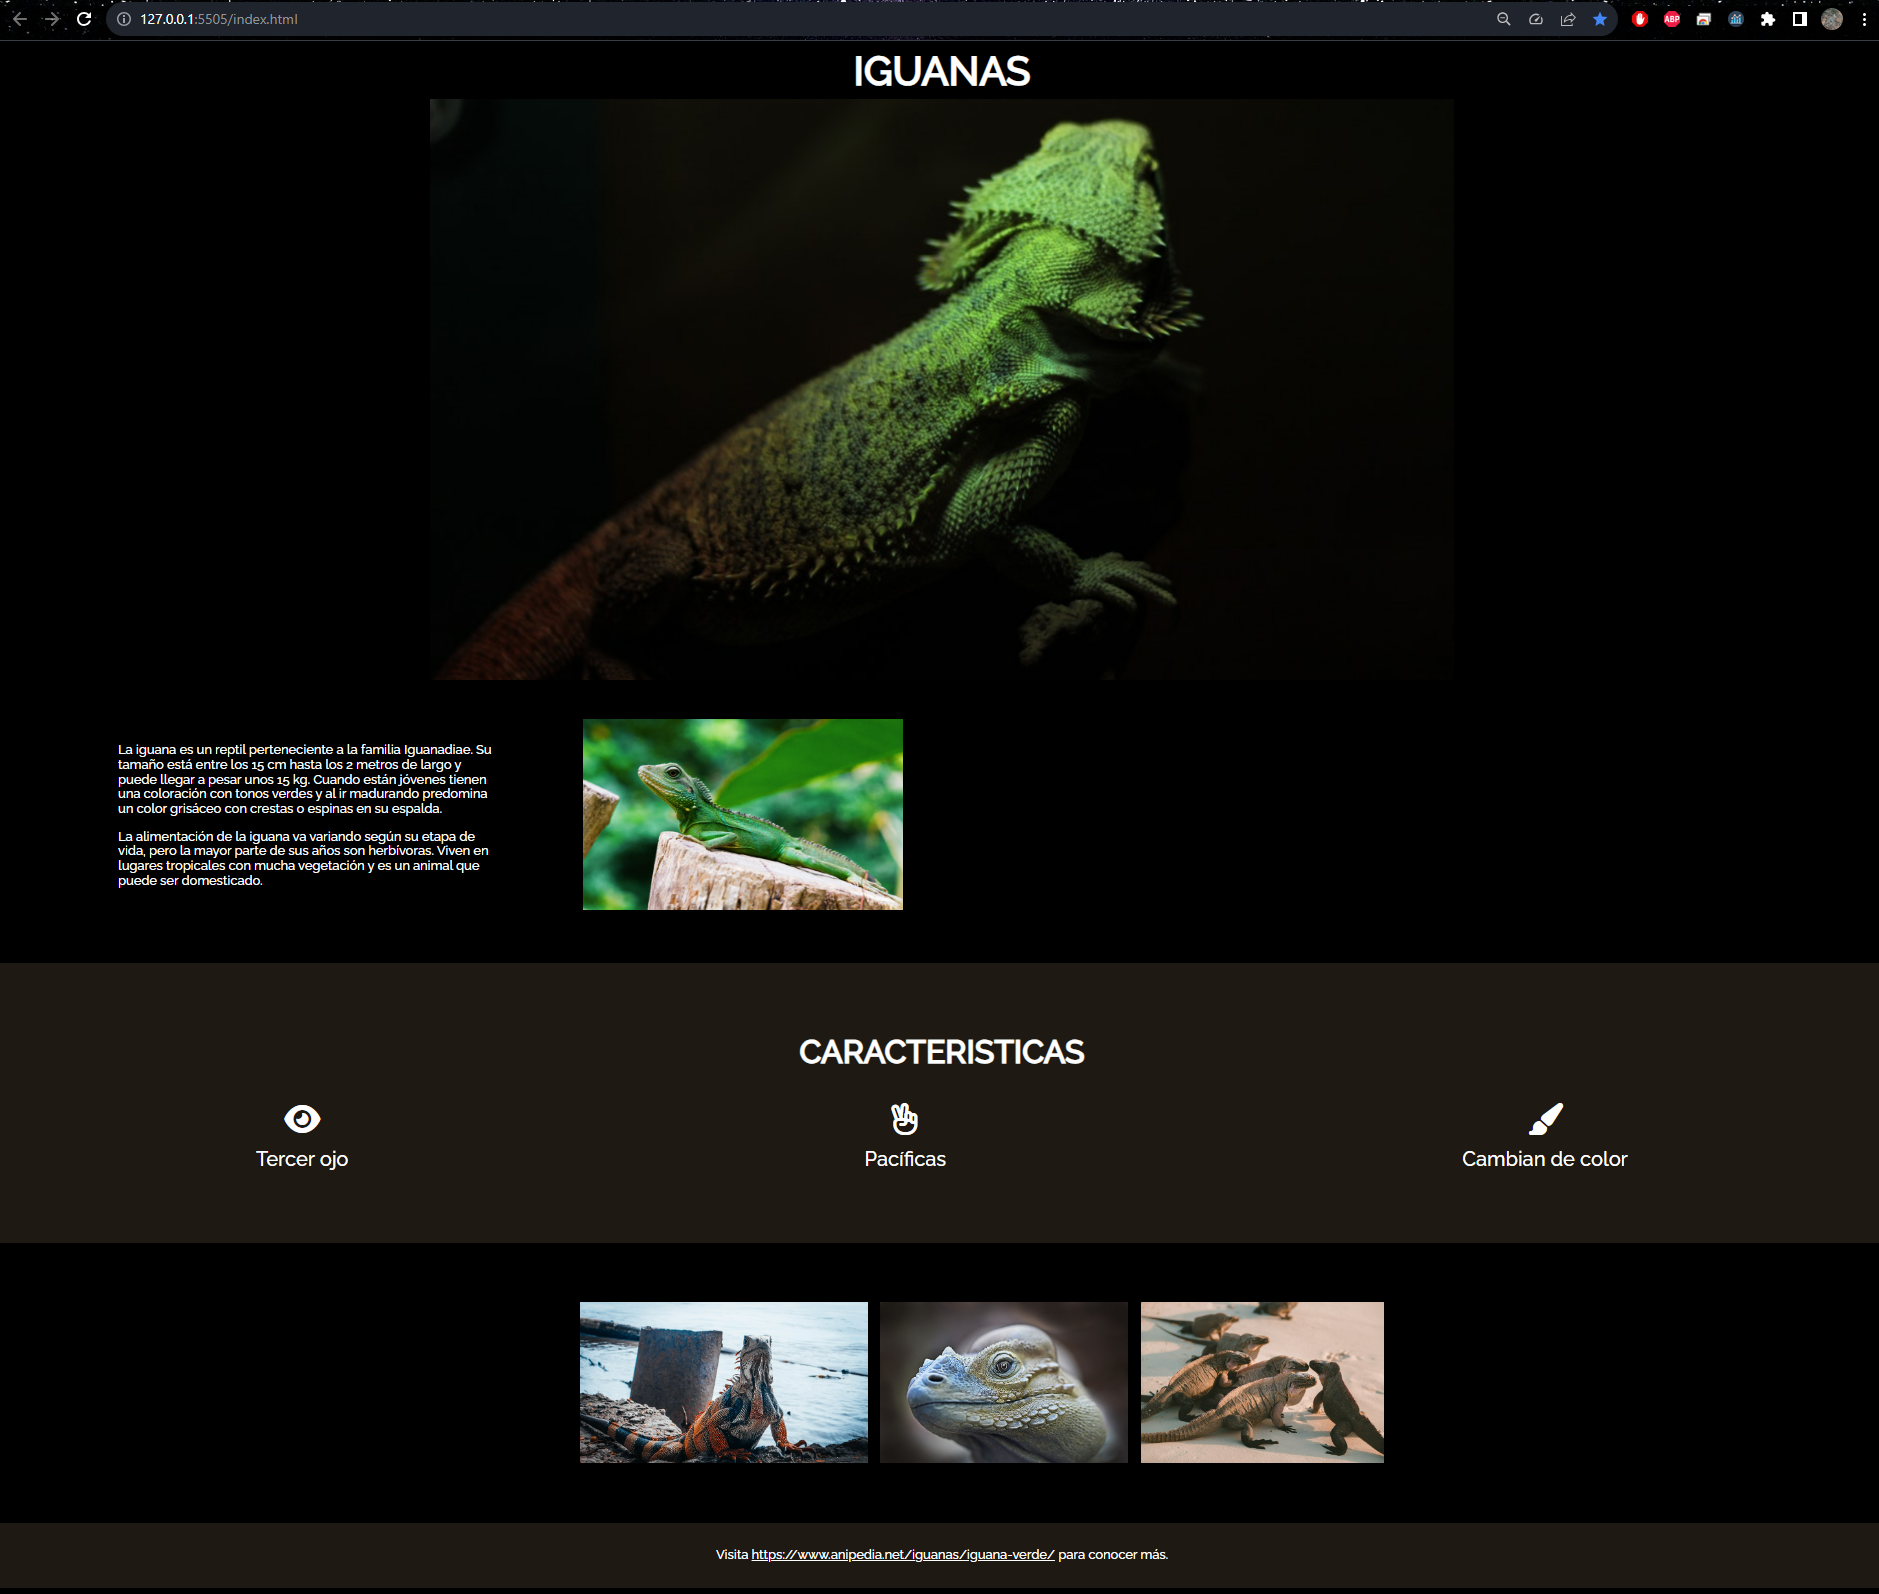 127.0.0.1:5505/index.html
ABP
IGUANAS
La iguana es un reptil perteneciente a la familia Iguanadiae. Su
tamaño está entre los 15 cm hasta los 2 metros de largo y
puede llegar a pesar unos 15 kg. Cuando están jóvenes tienen
una coloración con tonos verdes y al ir madurando predomina
un color grisáceo con crestas o espinas en su espalda.
La alimentación de la iguana va variando según su etapa de
vida, pero la mayor parte de sus años son herbívoras. Viven en
lugares tropicales con mucha vegetación y es un animal que
puede ser domesticado.
CARACTERISTICAS
Tercer ojo
Pacíficas
Cambian de color
Visita https://www.anipedia.net/iguanas/iguana-verde/ para conocer más.